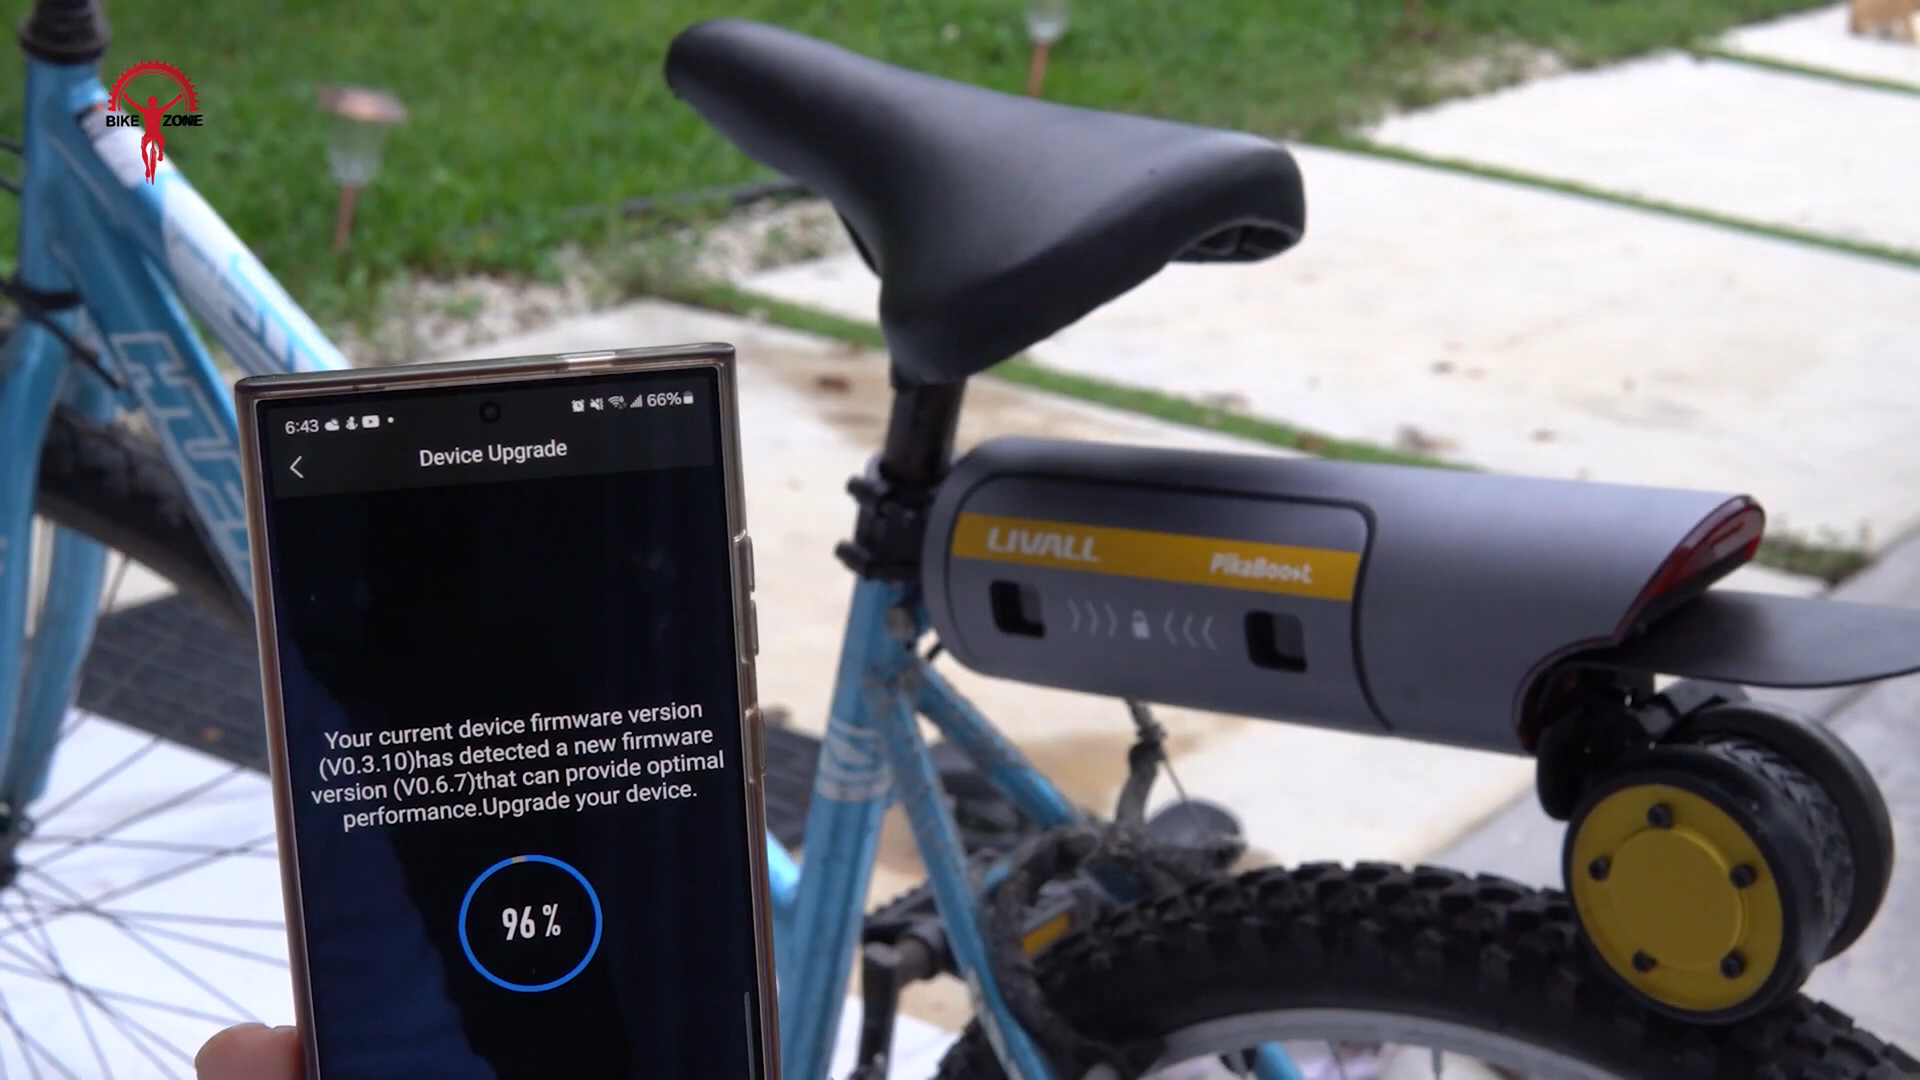 BIKE ZONE
6:43
66%
Device Upgrade
Your current device firmware version
(V0.3.10)has detected a new firmware
version (V0.6.7)that can provide optimal
performance.Upgrade your device.
96%
LIVALL
PikaBoost